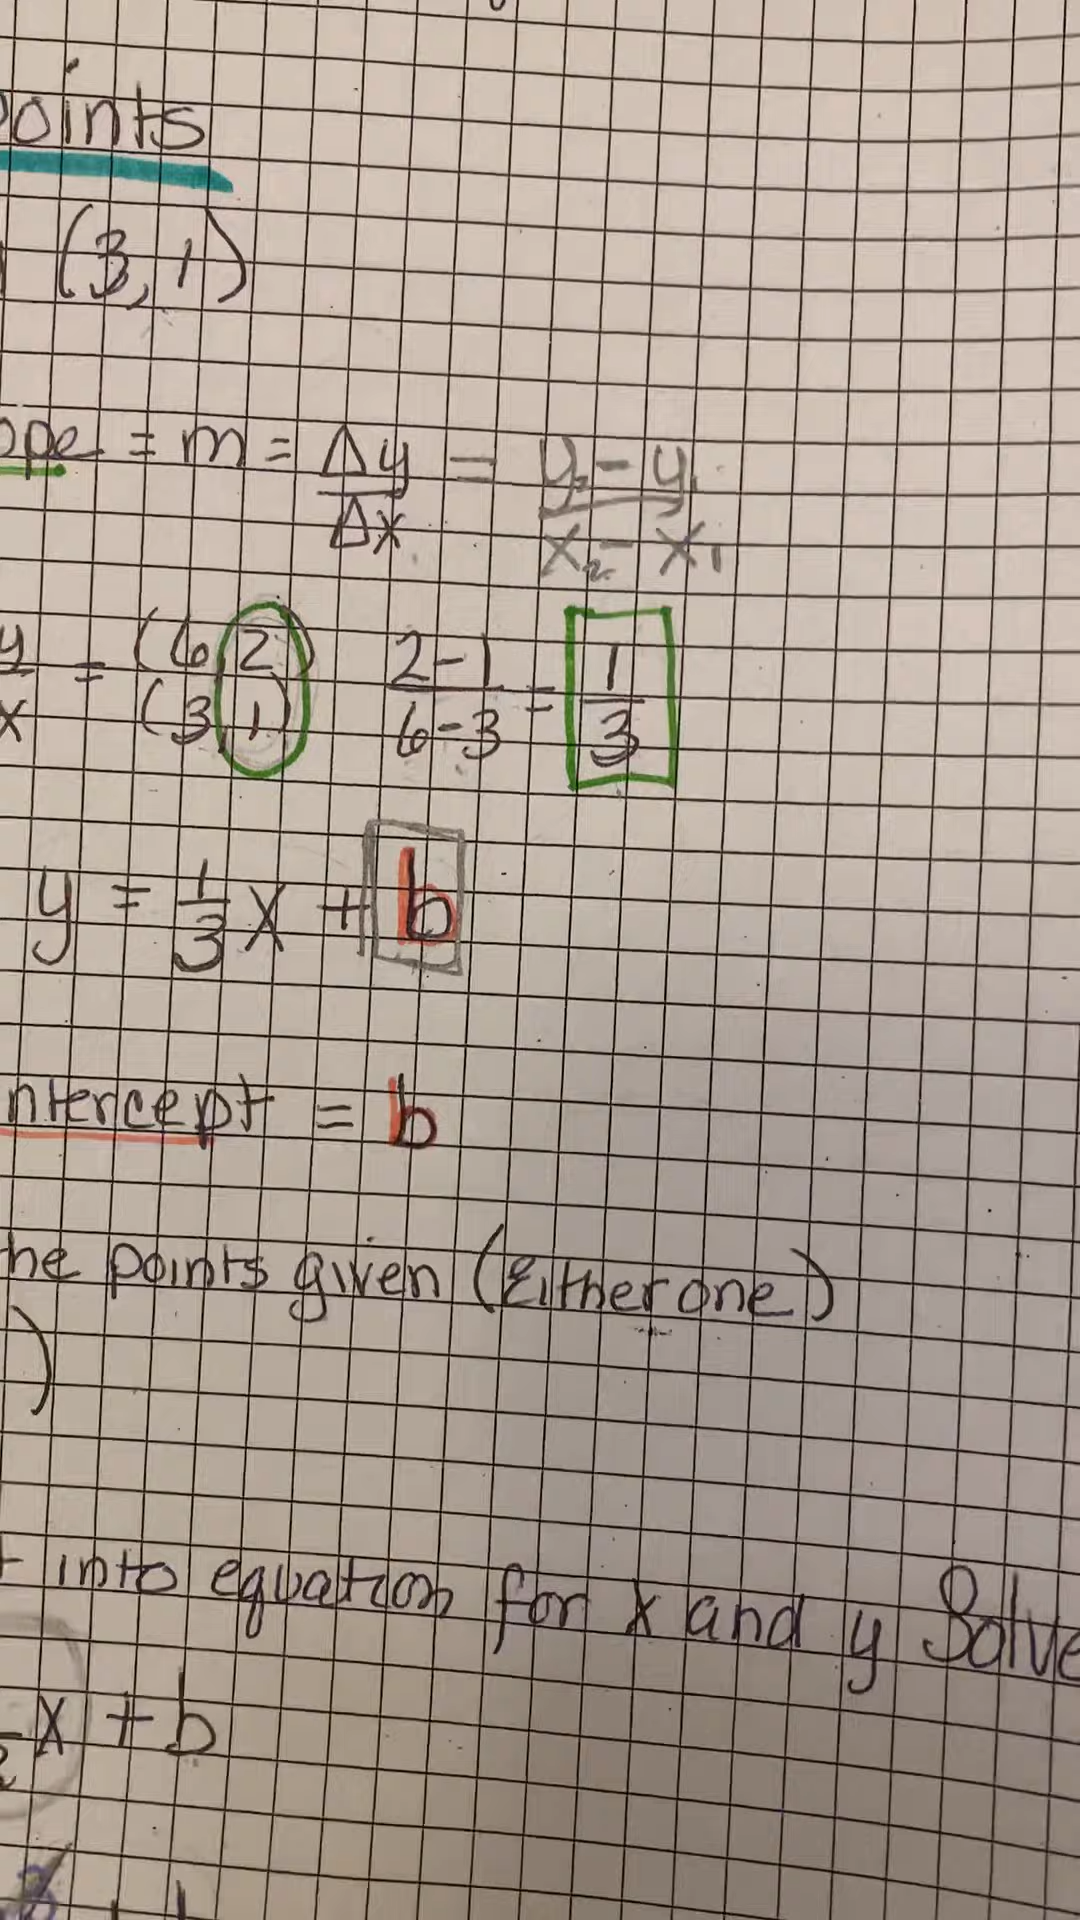 oints
(3, 1)
ope = m = Δy/Δx = y₂ - y₁/x₂ - x₁
y/x = (6, 2)/(3, 1) 2-1/6-3 = 1/3
y = 1/3 x + b
ntercept = b
he points given (Either one)
)
into equation for x and y Solve
x + b